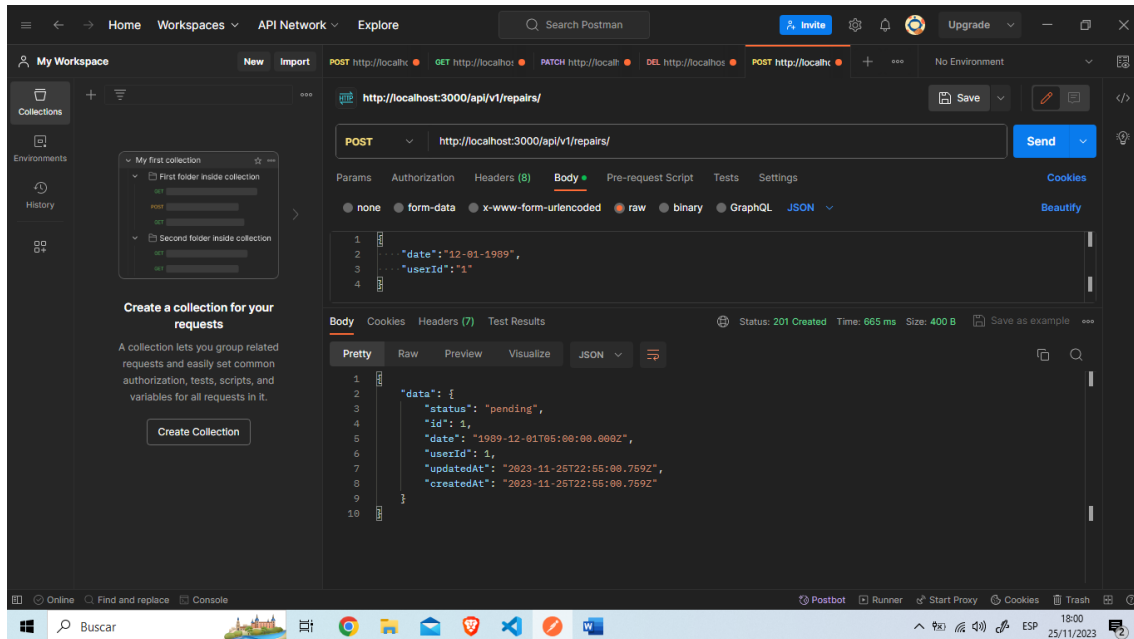 Home Workspaces API Network Explore Search Postman Invite Upgrade
My Workspace New Import POST http://localhc GET http://localhos PATCH http://localh DEL http://localhos POST http://localhc No Environment
Collections
Environments
History
My first collection
First folder inside collection
GET
POST
GET
Second folder inside collection
GET
GET
Create a collection for your
requests
A collection lets you group related
requests and easily set common
authorization, tests, scripts, and
variables for all requests in it.
Create Collection
HTTP http://localhost:3000/api/v1/repairs/ Save
POST http://localhost:3000/api/v1/repairs/ Send
Params Authorization Headers (8) Body Pre-request Script Tests Settings Cookies
none form-data x-www-form-urlencoded raw binary GraphQL JSON Beautify
1 {
2 "date":"12-01-1989",
3 "userId":"1"
4 }
Body Cookies Headers (7) Test Results Status: 201 Created Time: 665 ms Size: 400 B Save as example
Pretty Raw Preview Visualize JSON
1 {
2 "data": {
3 "status": "pending",
4 "id": 1,
5 "date": "1989-12-01T05:00:00.000Z",
6 "userId": 1,
7 "updatedAt": "2023-11-25T22:55:00.759Z",
8 "createdAt": "2023-11-25T22:55:00.759Z"
9 }
10 }
Online Find and replace Console Postbot Runner Start Proxy Cookies Trash
Buscar ESP 18:00
25/11/2023 2